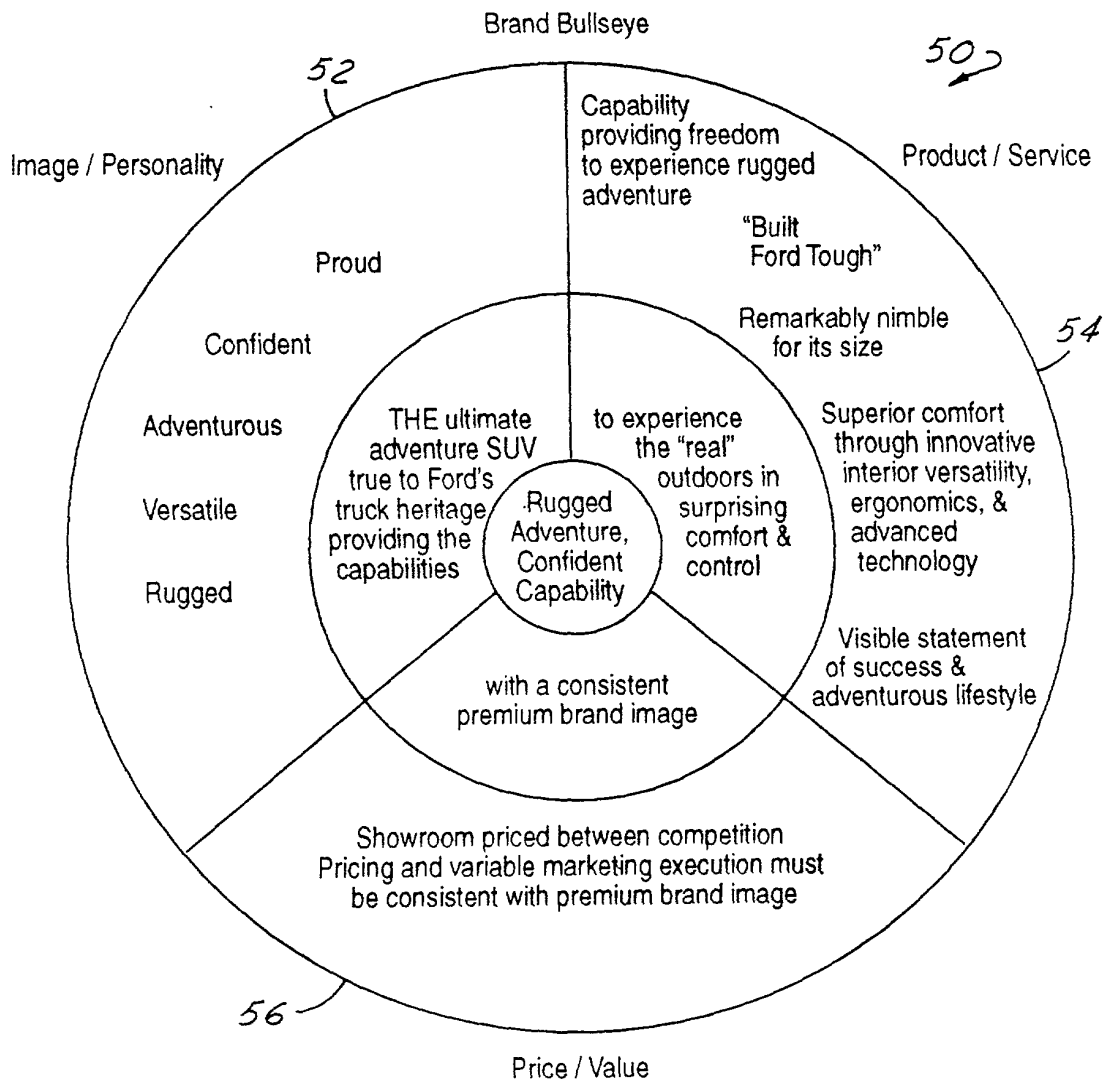 Brand Bullseye
50
52
Image / Personality
Product / Service
Proud
Confident
Adventurous
Versatile
Rugged
Capability
providing freedom
to experience rugged
adventure
“Built
Ford Tough”
Remarkably nimble
for its size
54
Superior comfort
through innovative
interior versatility,
ergonomics, &
advanced
technology
Visible statement
of success &
adventurous lifestyle
THE ultimate
adventure SUV
true to Ford's
truck heritage
providing the
capabilities
to experience
the “real”
outdoors in
surprising
comfort &
control
Rugged
Adventure,
Confident
Capability
with a consistent
premium brand image
Showroom priced between competition
Pricing and variable marketing execution must
be consistent with premium brand image
56
Price / Value